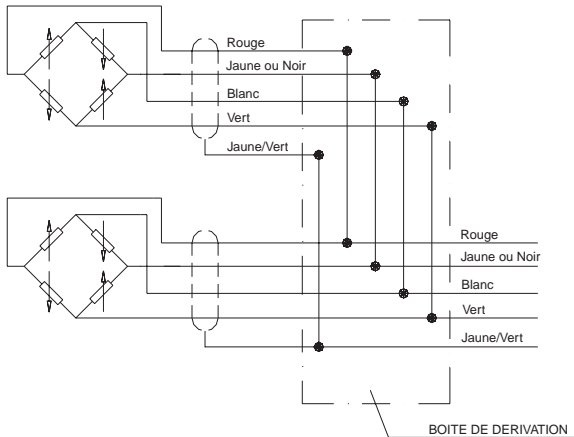 Rouge
Jaune ou Noir
Blanc
Vert
Jaune/Vert
Rouge
Jaune ou Noir
Blanc
Vert
Jaune/Vert
BOITE DE DERIVATION